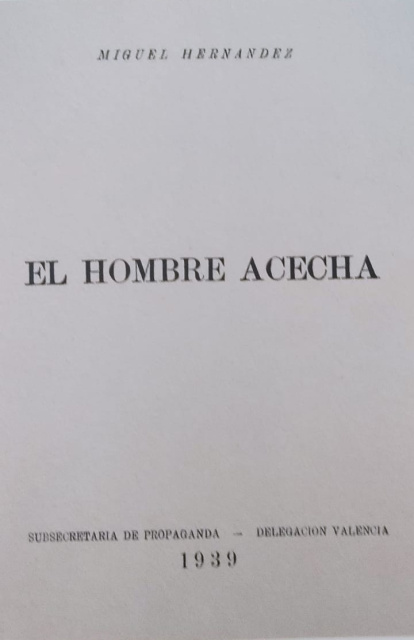 MIGUEL HERNANDEZ
EL HOMBRE ACECHA
SUBSECRETARIA DE PROPAGANDA — DELEGACION VALENCIA
1939